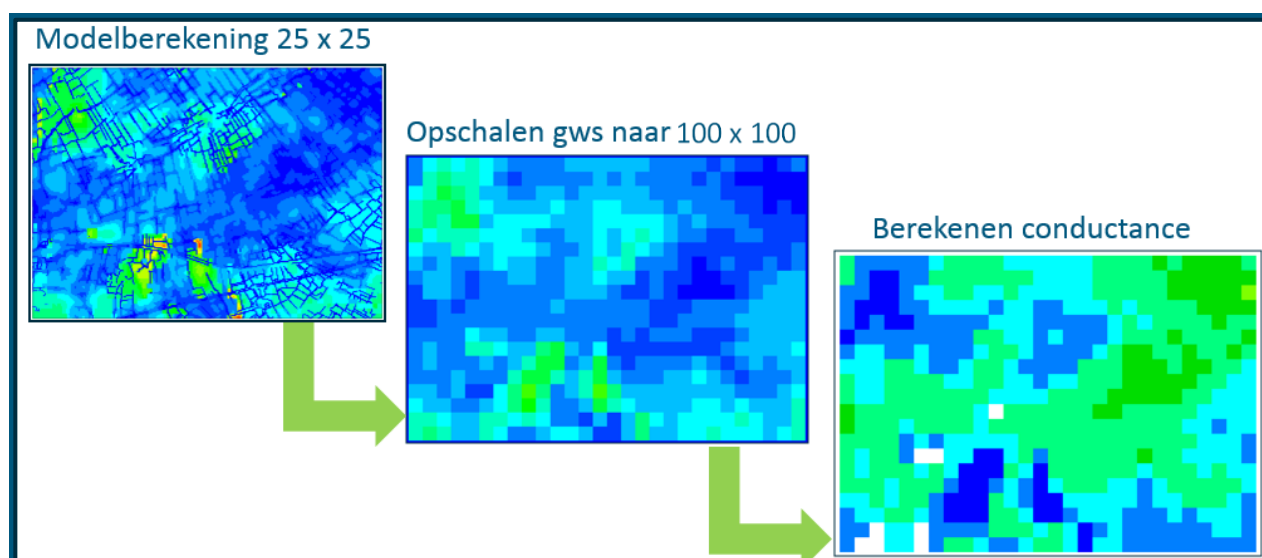 Modelberekening 25 x 25
Opschalen gws naar 100 x 100
Berekenen conductance